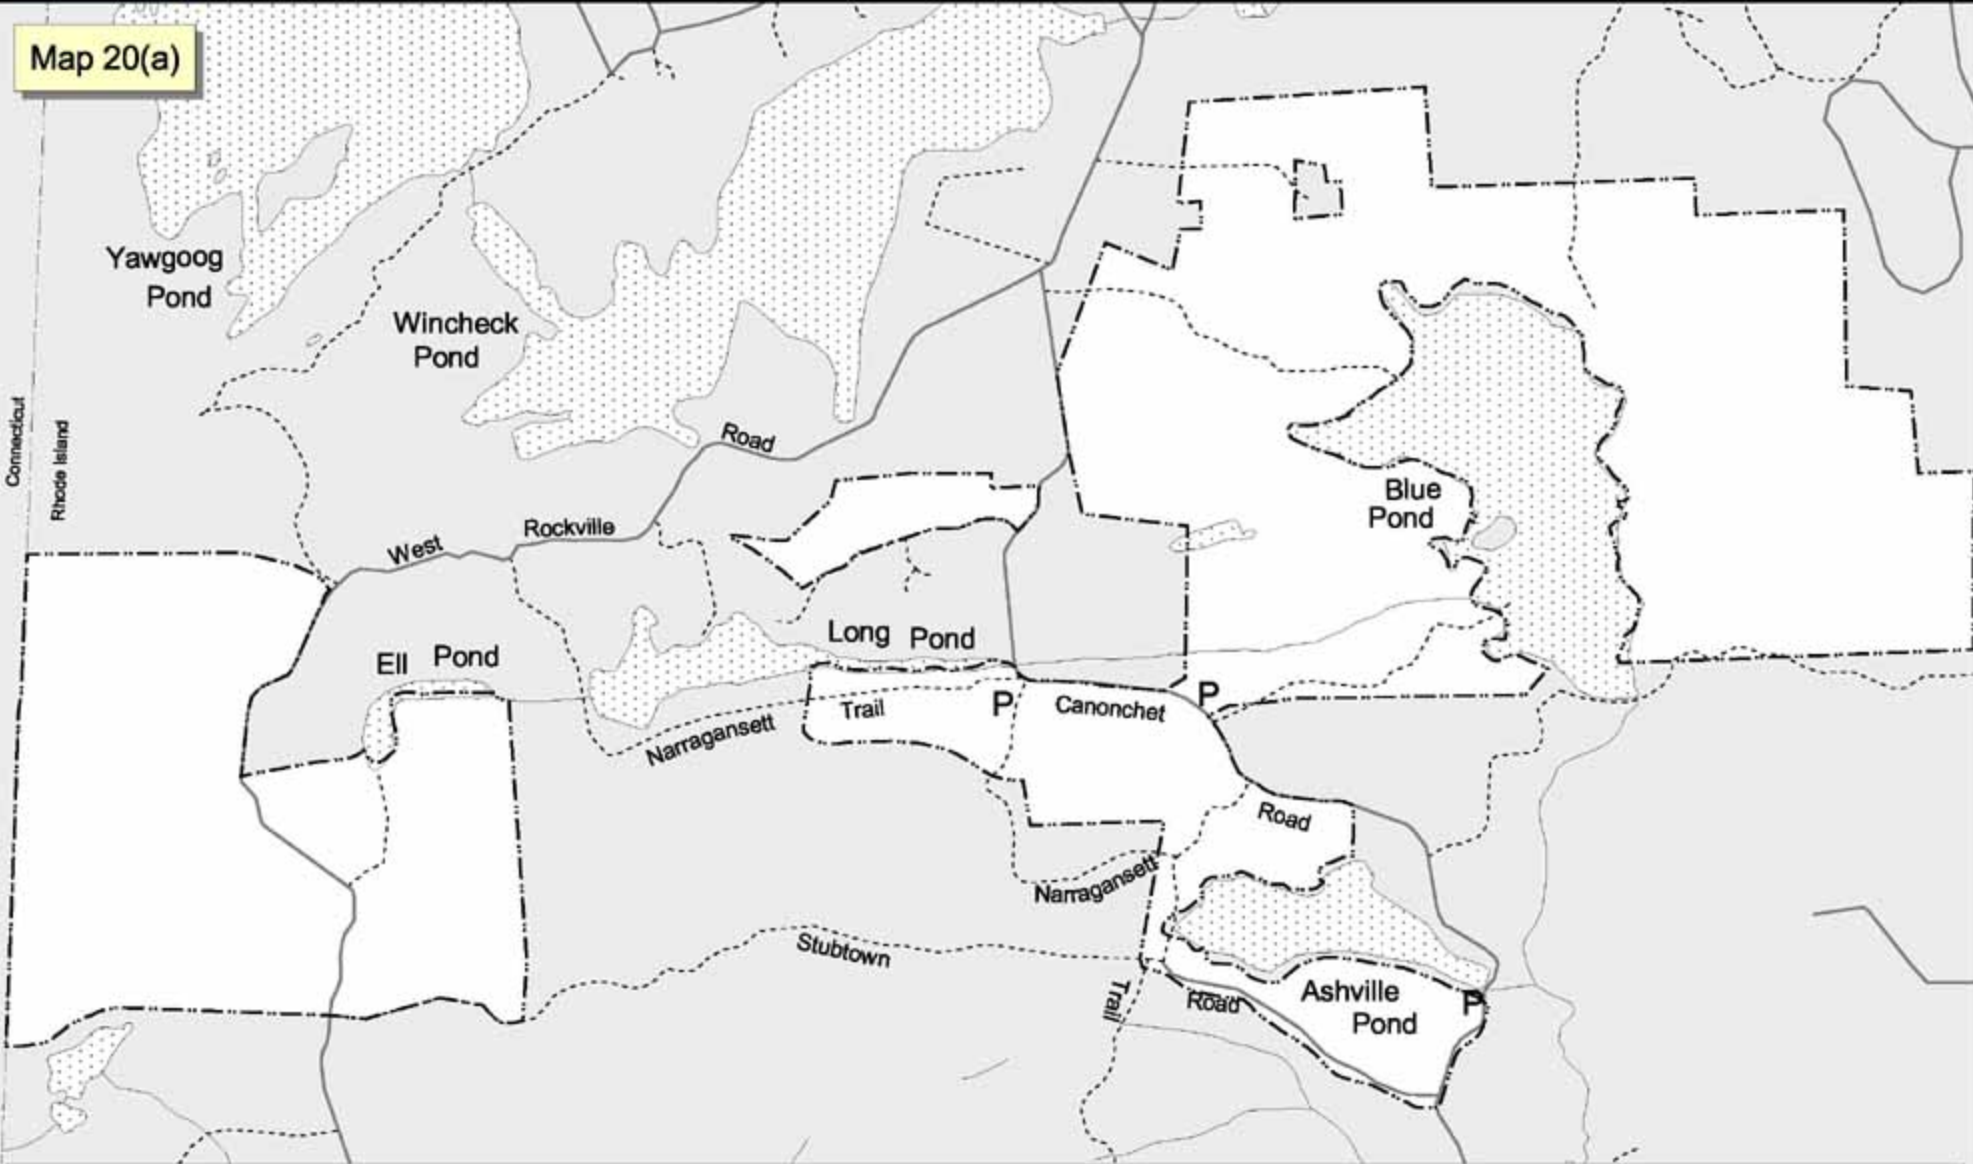 Map 20(a)
Yawgoog
Pond
Wincheck
Pond
Connecticut
Rhode Island
Road
Rockville
West
Blue
Pond
Long Pond
Ell Pond
P
P
Trail
Canonchet
Narragansett
Road
Narragansett
Stubtown
Trail
Road
Ashville
Pond
P